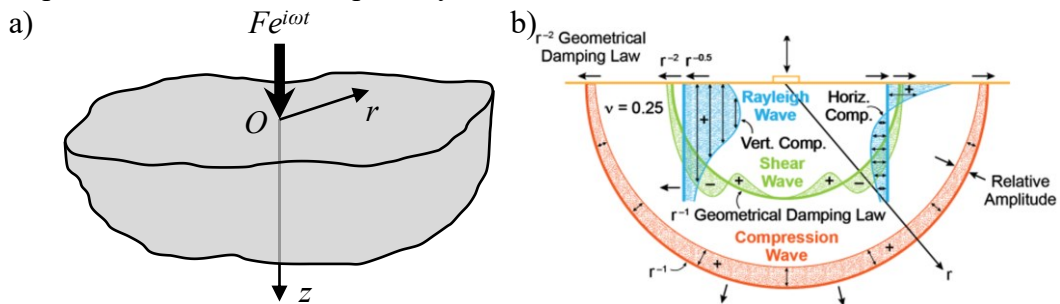 a)
Fe^{iωt}
O
r
z
b)
r⁻² Geometrical
Damping Law
r⁻² r⁻⁰·⁵
ν = 0.25
+
Rayleigh
Wave
Vert. Comp.
Horiz.
Comp.
+
Shear
Wave
− + + −
r⁻¹ Geometrical Damping Law
Relative
Amplitude
Compression
Wave
r⁻¹
+ +
r